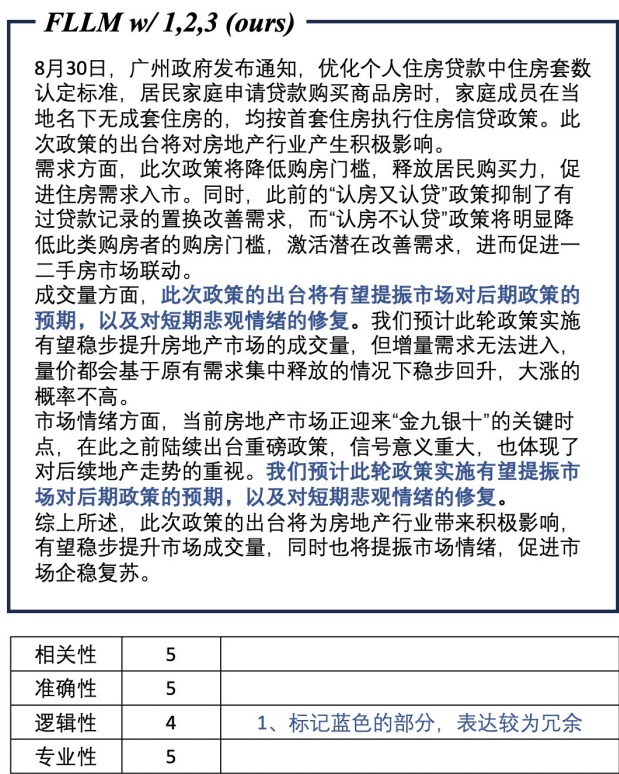 FLLM w/ 1,2,3 (ours)
8月30日，广州政府发布通知，优化个人住房贷款中住房套数
认定标准，居民家庭申请贷款购买商品房时，家庭成员在当
地名下无成套住房的，均按首套住房执行住房信贷政策。此
次政策的出台将对房地产行业产生积极影响。
需求方面，此次政策将降低购房门槛，释放居民购买力，促
进住房需求入市。同时，此前的“认房又认贷”政策抑制了有
过贷款记录的置换改善需求，而“认房不认贷”政策将明显降
低此类购房者的购房门槛，激活潜在改善需求，进而促进一
二手房市场联动。
成交量方面，此次政策的出台将有望提振市场对后期政策的
预期，以及对短期悲观情绪的修复。我们预计此轮政策实施
有望稳步提升房地产市场的成交量，但增量需求无法进入，
量价都会基于原有需求集中释放的情况下稳步回升，大涨的
概率不高。
市场情绪方面，当前房地产市场正迎来“金九银十”的关键时
点，在此之前陆续出台重磅政策，信号意义重大，也体现了
对后续地产走势的重视。我们预计此轮政策实施有望提振市
场对后期政策的预期，以及对短期悲观情绪的修复。
综上所述，此次政策的出台将为房地产行业带来积极影响，
有望稳步提升市场成交量，同时也将提振市场情绪，促进市
场企稳复苏。
相关性 5
准确性 5
逻辑性 4 1、标记蓝色的部分，表达较为冗余
专业性 5